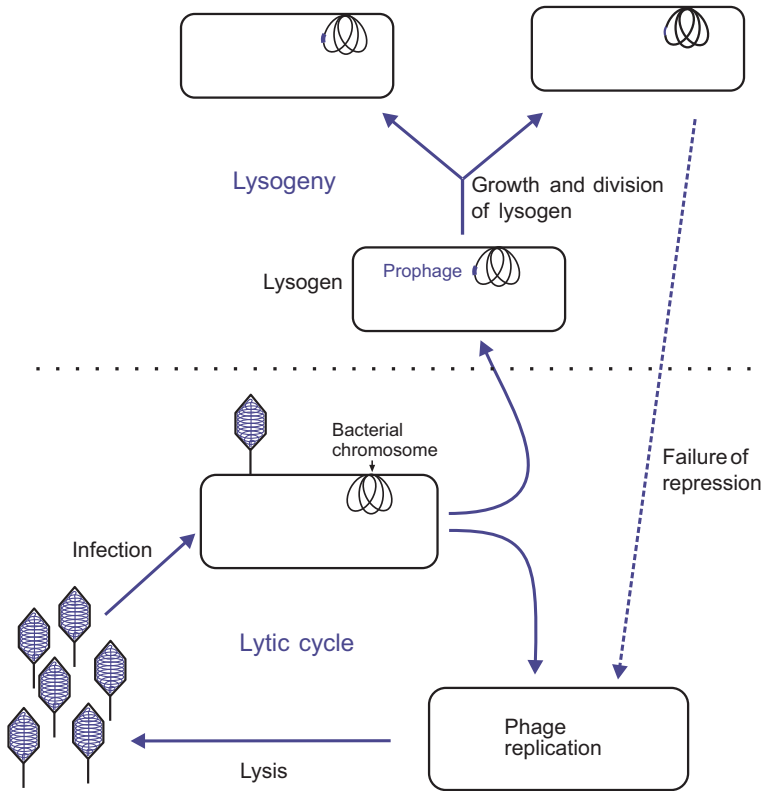 Lysogeny
Growth and division
of lysogen
Lysogen
Prophage
Bacterial
chromosome
Failure of
repression
Infection
Lytic cycle
Phage
replication
Lysis